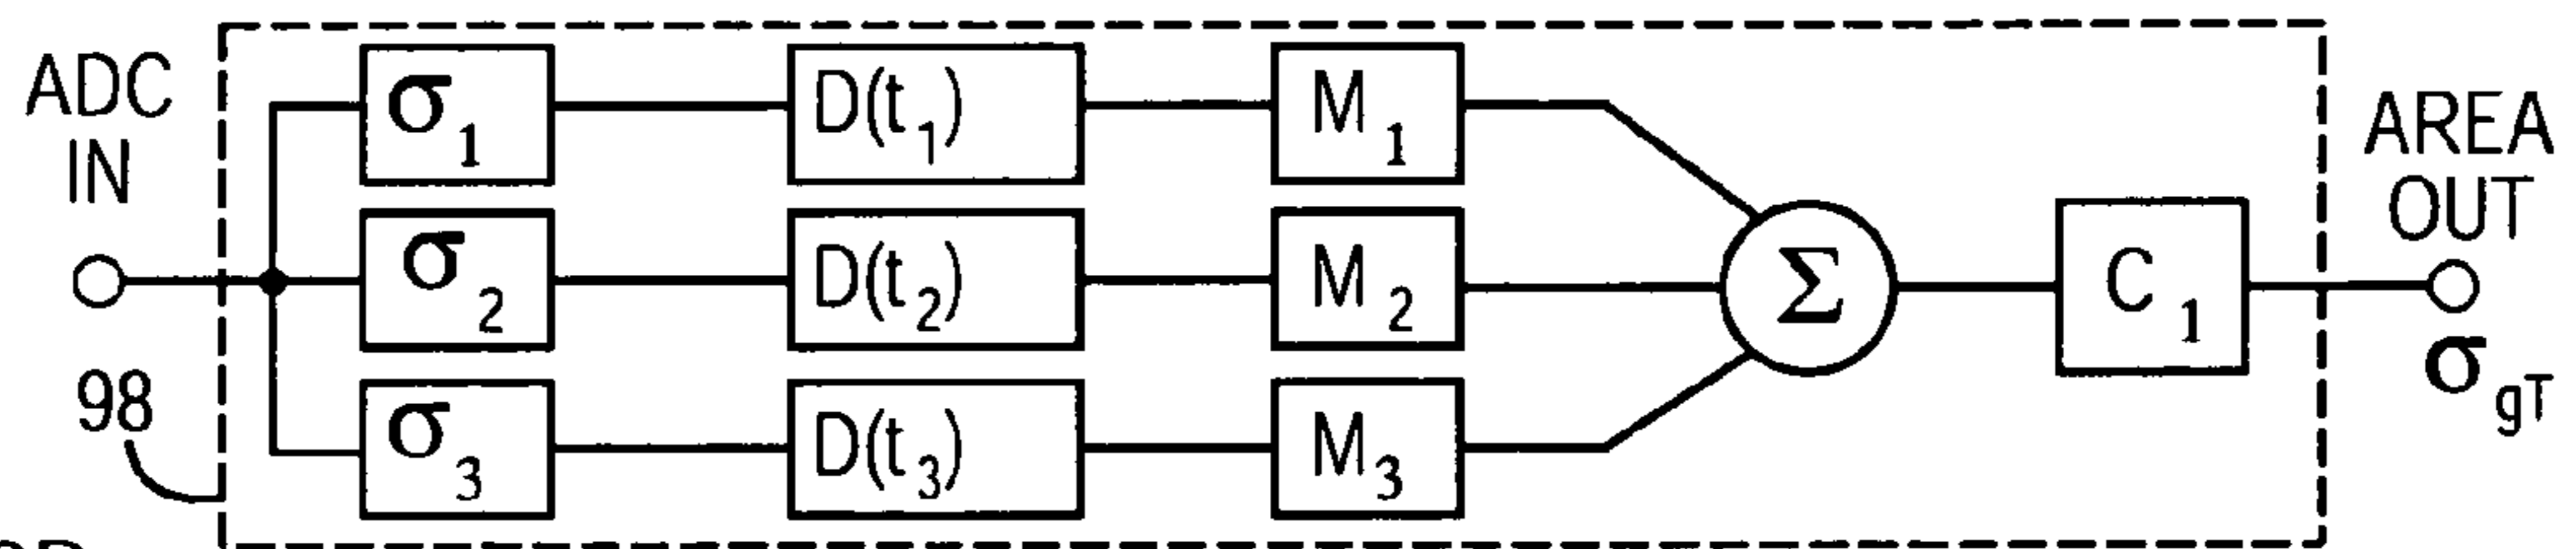 ADC
IN
98
σ1
D(t1)
M1
σ2
D(t2)
M2
σ3
D(t3)
M3
Σ
C1
AREA
OUT
σgT